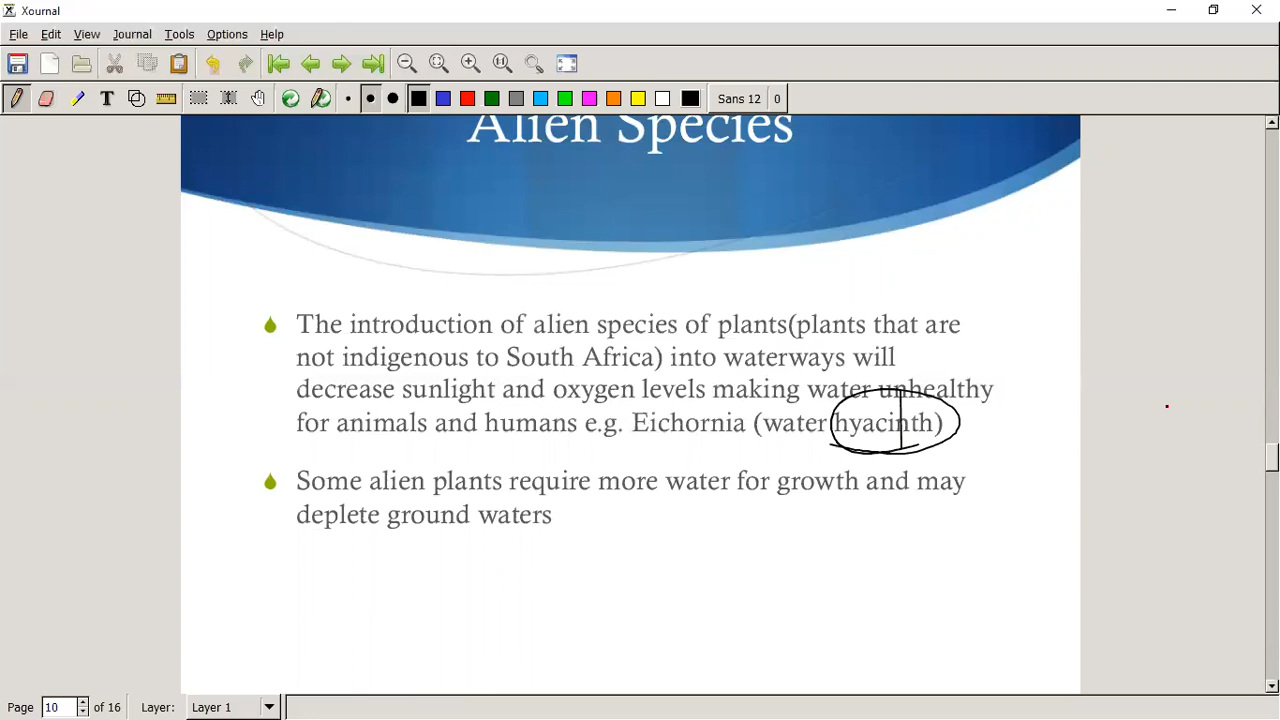 Xournal
File Edit View Journal Tools Options Help
Sans 12 0
Alien Species
The introduction of alien species of plants(plants that are
not indigenous to South Africa) into waterways will
decrease sunlight and oxygen levels making water unhealthy
for animals and humans e.g. Eichornia (water hyacinth)
Some alien plants require more water for growth and may
deplete ground waters
Page 10 of 16 Layer: Layer 1